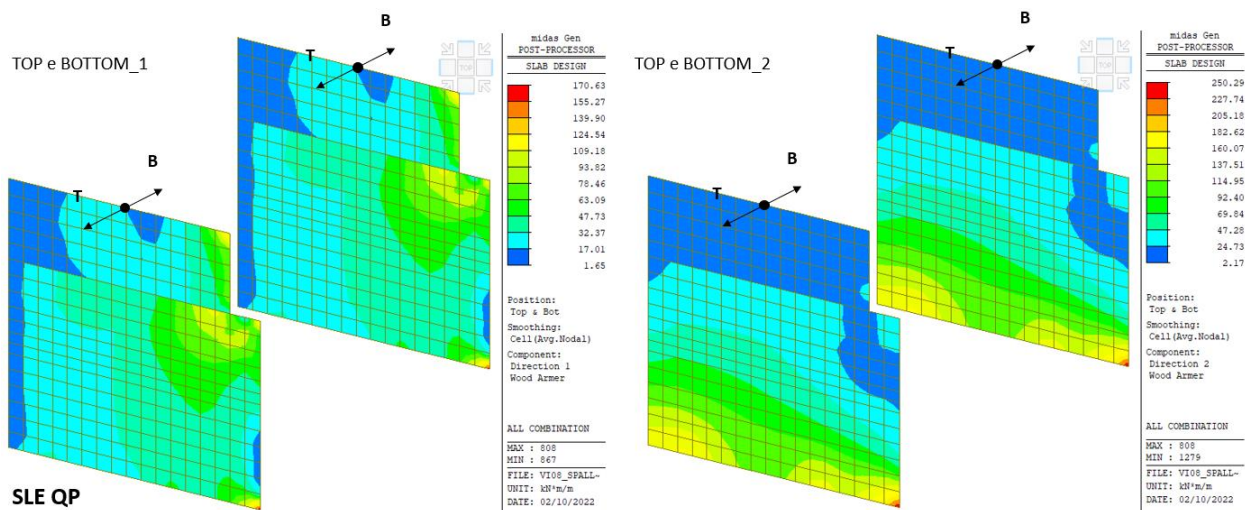 TOP e BOTTOM_1
B
T
B
T
SLE QP
TOP
midas Gen
POST-PROCESSOR
SLAB DESIGN
170.63
155.27
139.90
124.54
109.18
93.82
78.46
63.09
47.73
32.37
17.01
1.65
Position:
Top & Bot
Smoothing:
Cell(Avg.Nodal)
Component:
Direction 1
Wood Armer
ALL COMBINATION
MAX : 808
MIN : 867
FILE: VI08_SPALL~
UNIT: kN*m/m
DATE: 02/10/2022
TOP e BOTTOM_2
B
T
B
T
TOP
midas Gen
POST-PROCESSOR
SLAB DESIGN
250.29
227.74
205.18
182.62
160.07
137.51
114.95
92.40
69.84
47.28
24.73
2.17
Position:
Top & Bot
Smoothing:
Cell(Avg.Nodal)
Component:
Direction 2
Wood Armer
ALL COMBINATION
MAX : 808
MIN : 1279
FILE: VI08_SPALL~
UNIT: kN*m/m
DATE: 02/10/2022